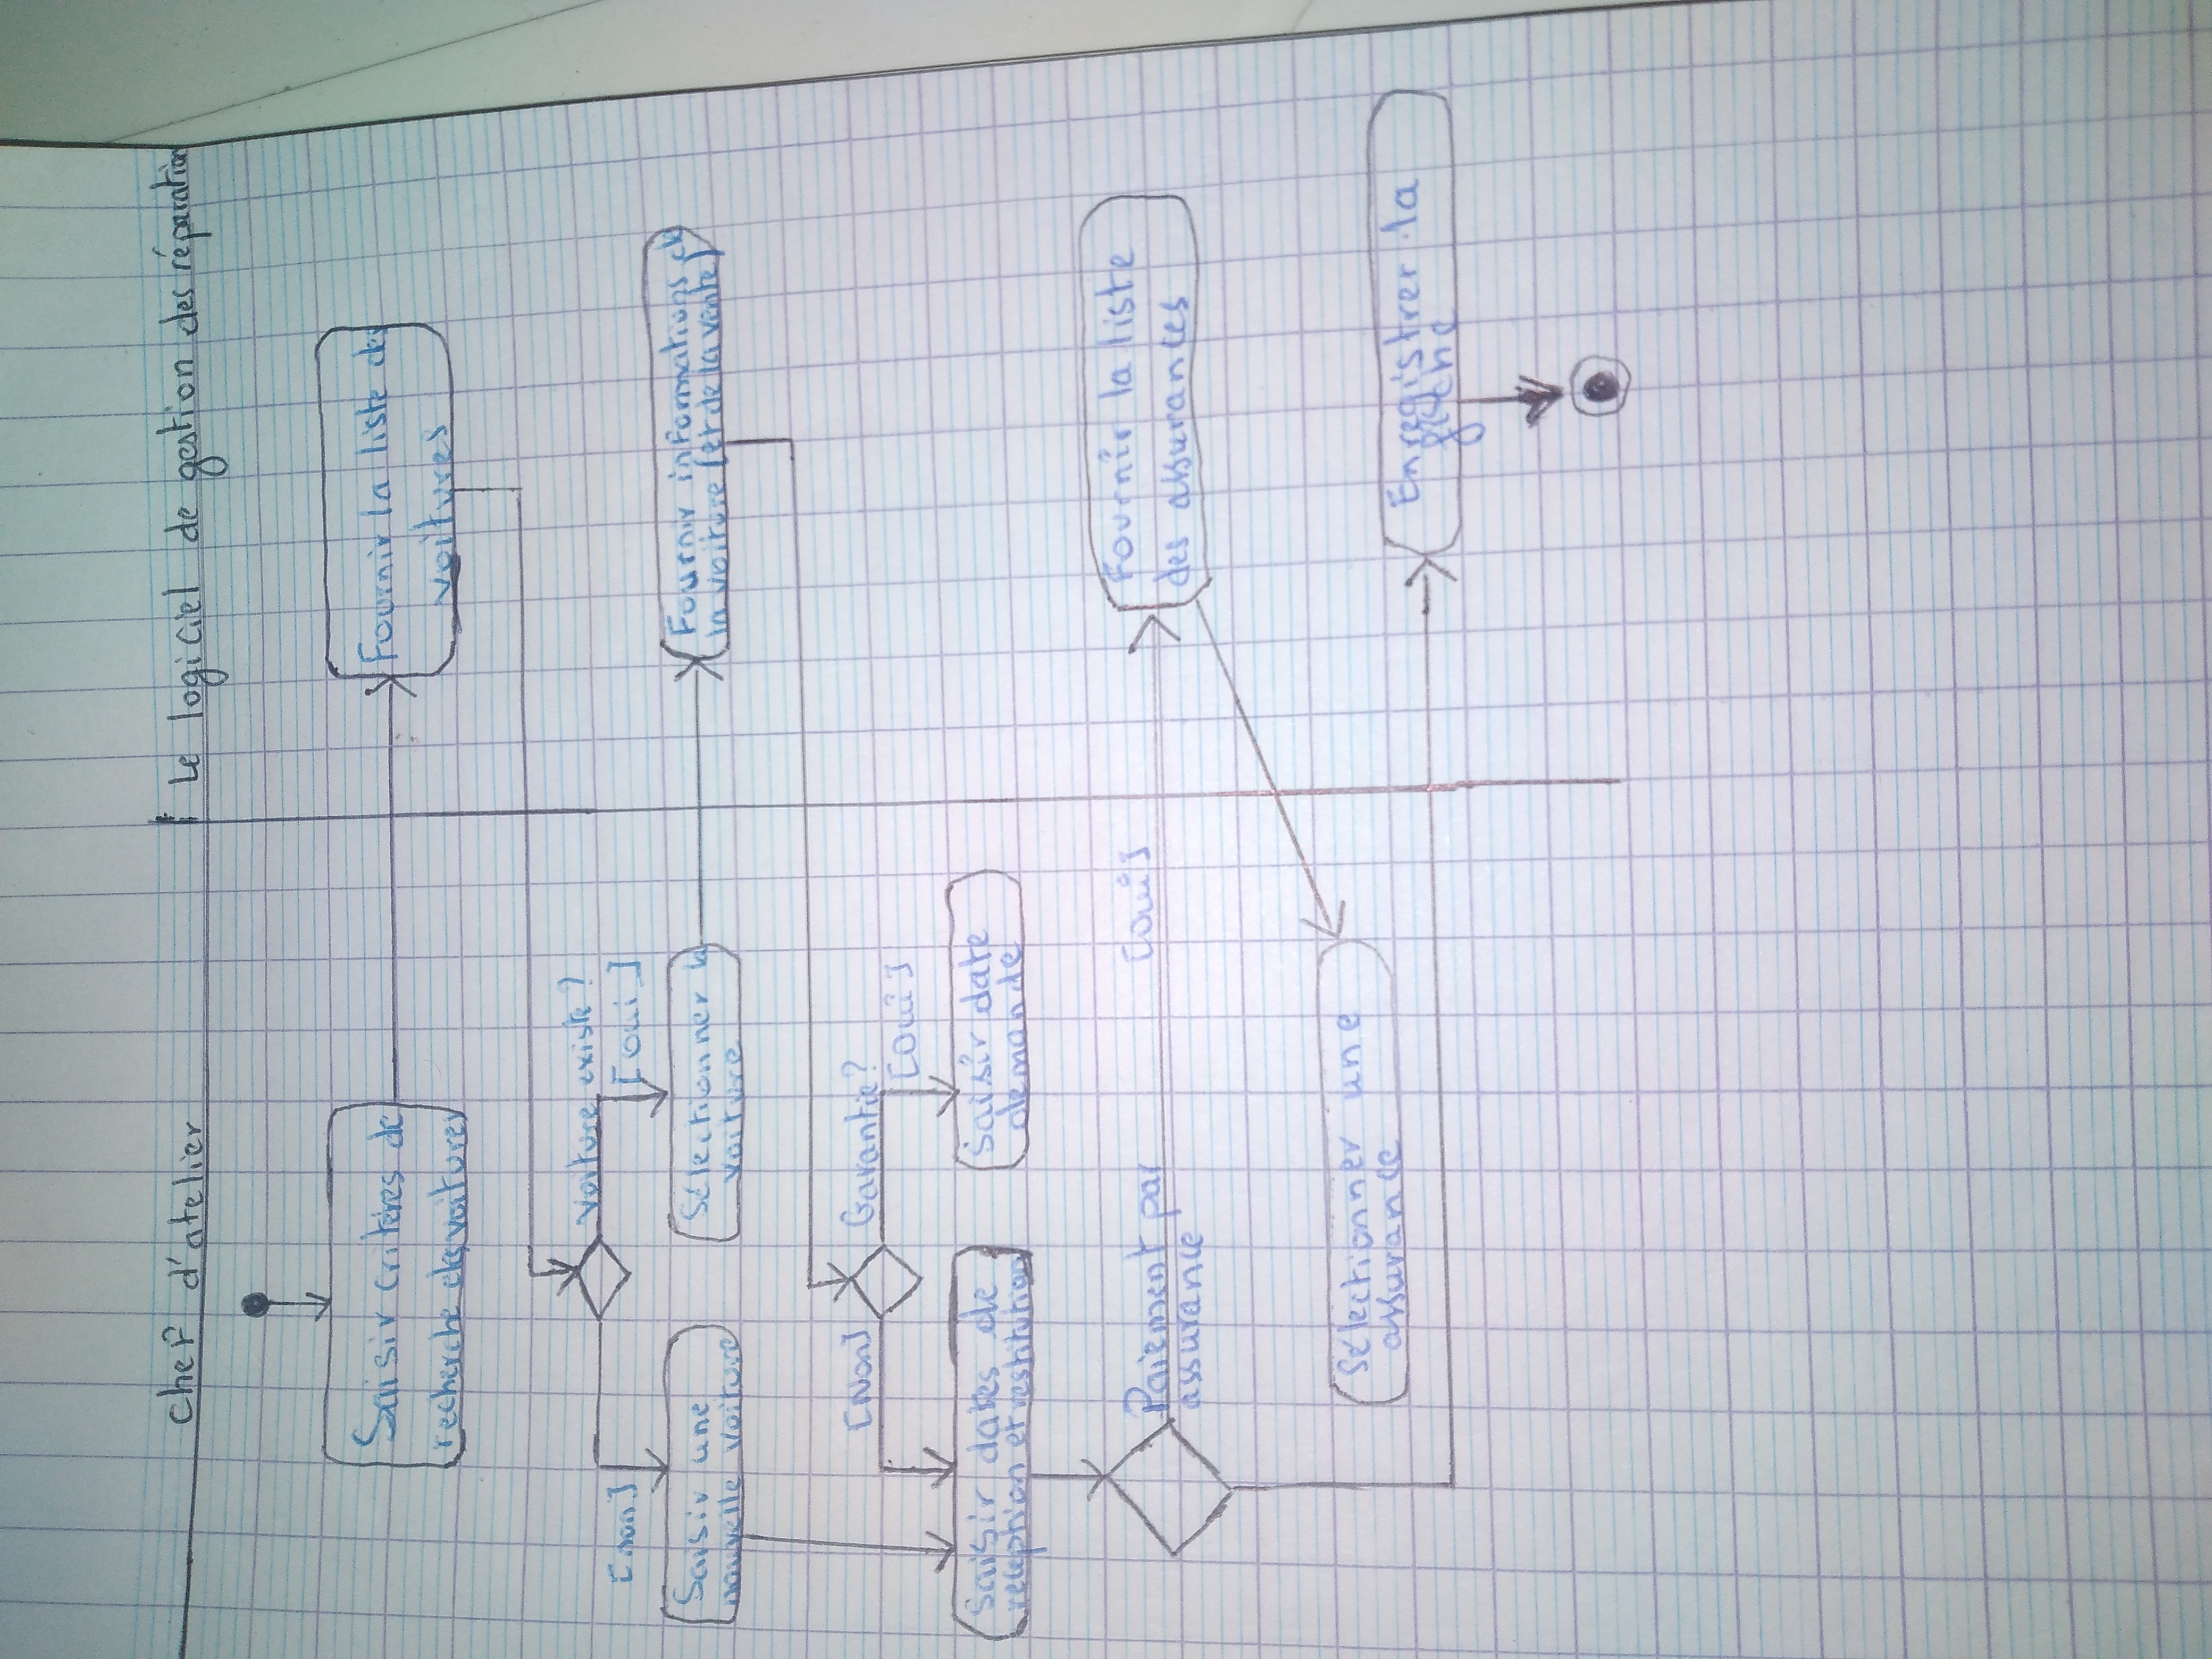 chef d'atelier
Le logiciel de gestion des réparation
Saisir critères de
recherche des voitures
Fournir la liste des
voitures
voiture existe ?
[non]
[oui]
Saisir une
nouvelle voiture
Sélectionner la
voiture
Fournir informations de
la voiture (et de la vente)
[Non]
Garantie ?
[Oui]
Saisir dates de
reception et restitution
Saisir date
demande
Paiement par
assurance
[oui]
Fournir la liste
des assurances
Sélectionner une
assurance
Enregistrer la
fiche